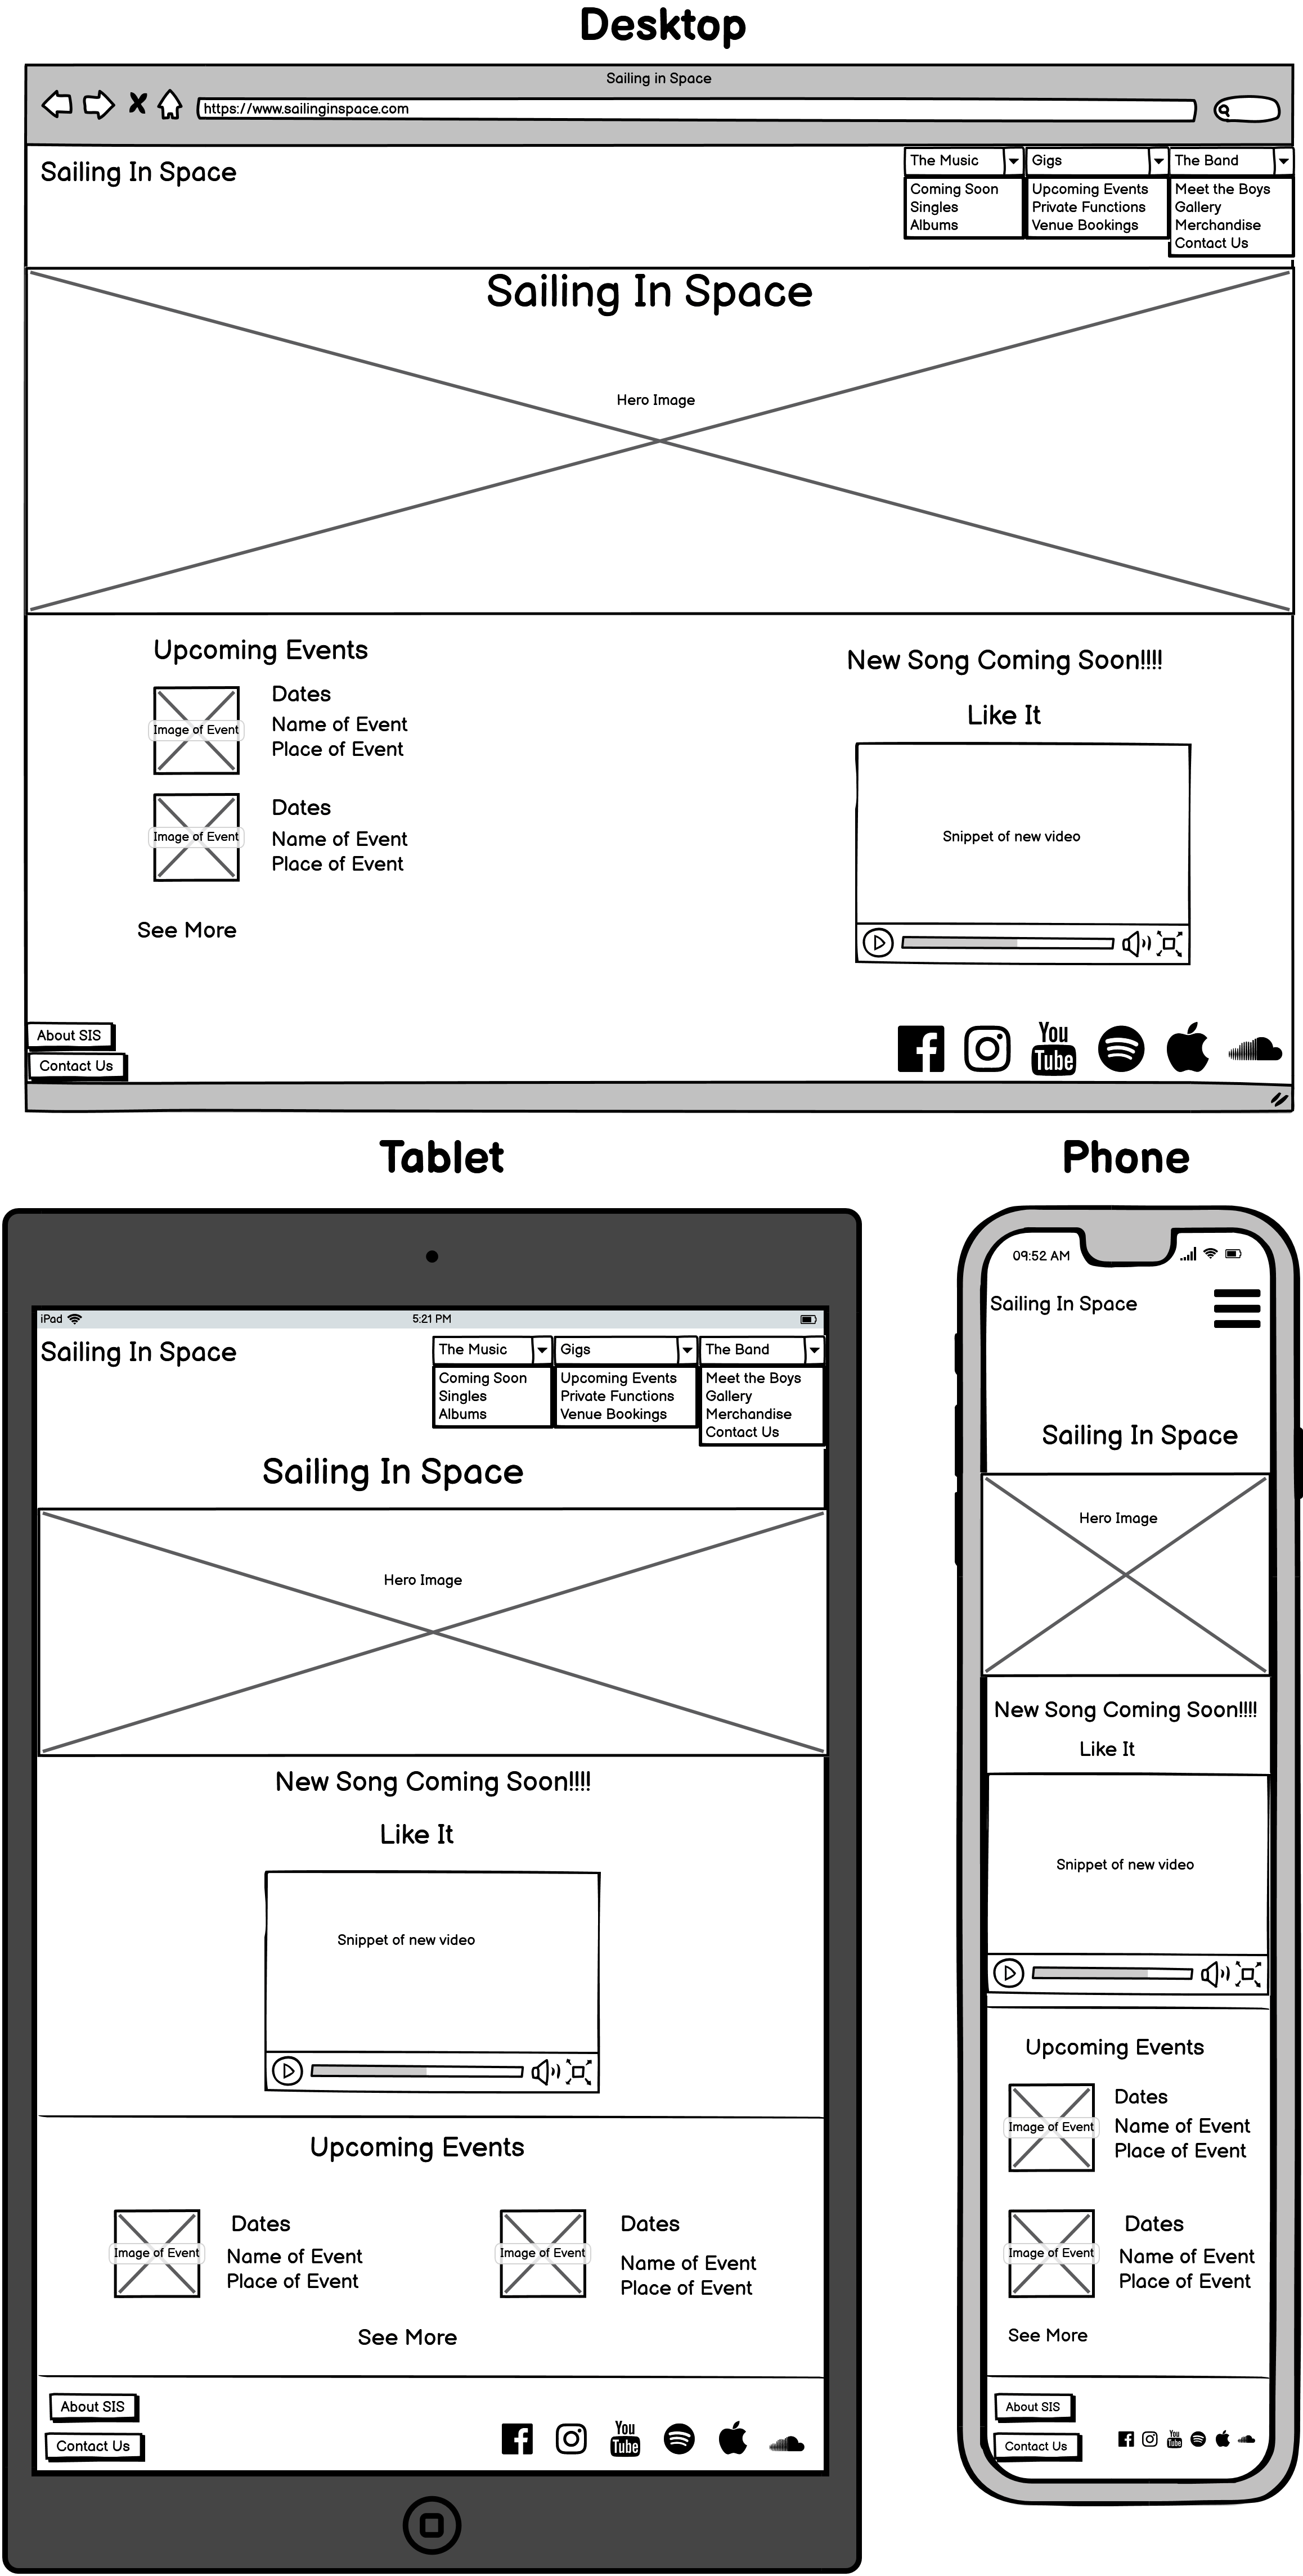 Desktop
Sailing in Space
https://www.sailinginspace.com
Sailing In Space
The Music
Gigs
The Band
Coming Soon
Singles
Albums
Upcoming Events
Private Functions
Venue Bookings
Meet the Boys
Gallery
Merchandise
Contact Us
Sailing In Space
Hero Image
Upcoming Events
Image of Event
Dates
Name of Event
Place of Event
Image of Event
Dates
Name of Event
Place of Event
See More
New Song Coming Soon!!!!
Like It
Snippet of new video
About SIS
Contact Us
You
Tube
Tablet
iPad
5:21 PM
Sailing In Space
The Music
Gigs
The Band
Coming Soon
Singles
Albums
Upcoming Events
Private Functions
Venue Bookings
Meet the Boys
Gallery
Merchandise
Contact Us
Sailing In Space
Hero Image
New Song Coming Soon!!!!
Like It
Snippet of new video
Upcoming Events
Image of Event
Dates
Name of Event
Place of Event
Image of Event
Dates
Name of Event
Place of Event
See More
About SIS
Contact Us
You
Tube
Phone
09:52 AM
Sailing In Space
Sailing In Space
Hero Image
New Song Coming Soon!!!!
Like It
Snippet of new video
Upcoming Events
Image of Event
Dates
Name of Event
Place of Event
Image of Event
Dates
Name of Event
Place of Event
See More
About SIS
Contact Us
You
Tube